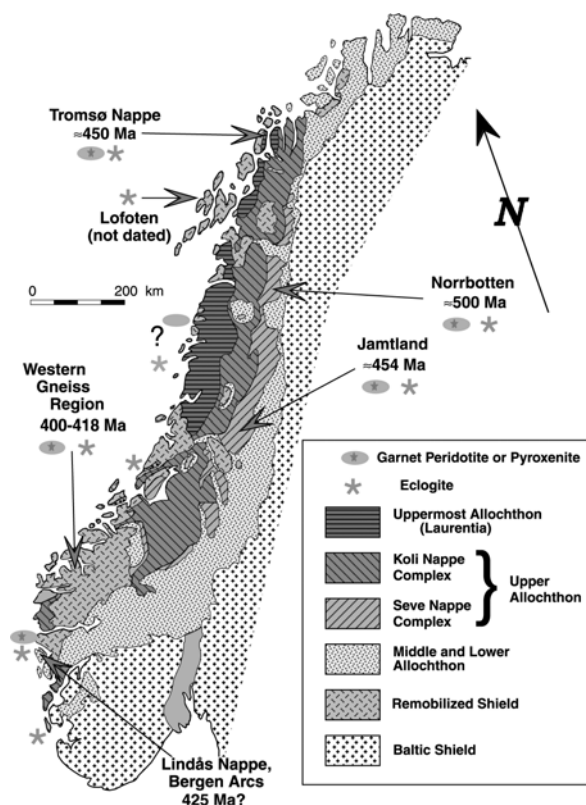 Tromsø Nappe
≈450 Ma
Lofoten
(not dated)
N
0 200 km
Norrbotten
≈500 Ma
?
Jamtland
≈454 Ma
Western
Gneiss
Region
400-418 Ma
Garnet Peridotite or Pyroxenite
Eclogite
Uppermost Allochthon
(Laurentia)
Koli Nappe
Complex
} Upper
Allochthon
Seve Nappe
Complex
Middle and Lower
Allochthon
Remobilized Shield
Baltic Shield
Lindås Nappe,
Bergen Arcs
425 Ma?